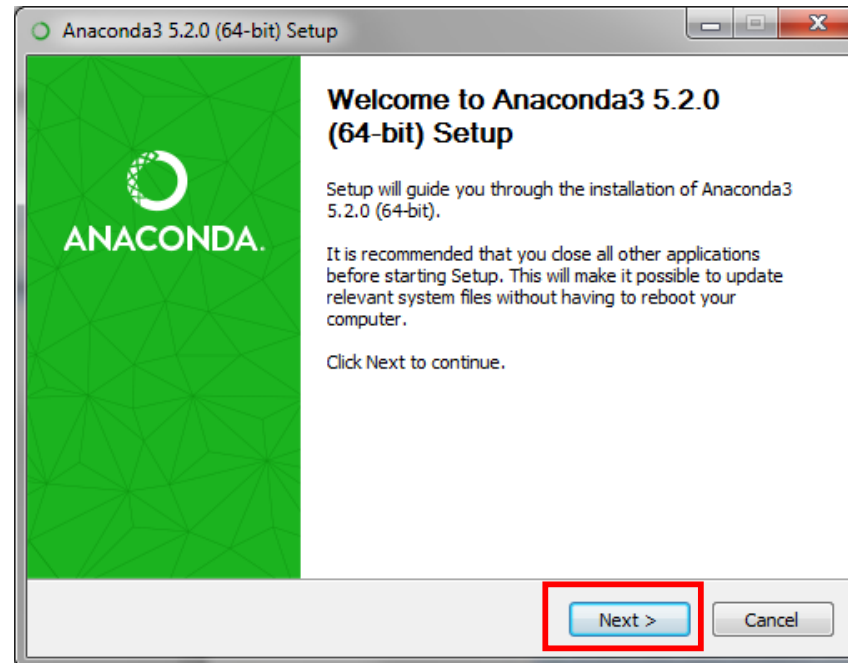 Anaconda3 5.2.0 (64-bit) Setup
ANACONDA.
Welcome to Anaconda3 5.2.0
(64-bit) Setup
Setup will guide you through the installation of Anaconda3
5.2.0 (64-bit).
It is recommended that you close all other applications
before starting Setup. This will make it possible to update
relevant system files without having to reboot your
computer.
Click Next to continue.
Next >
Cancel